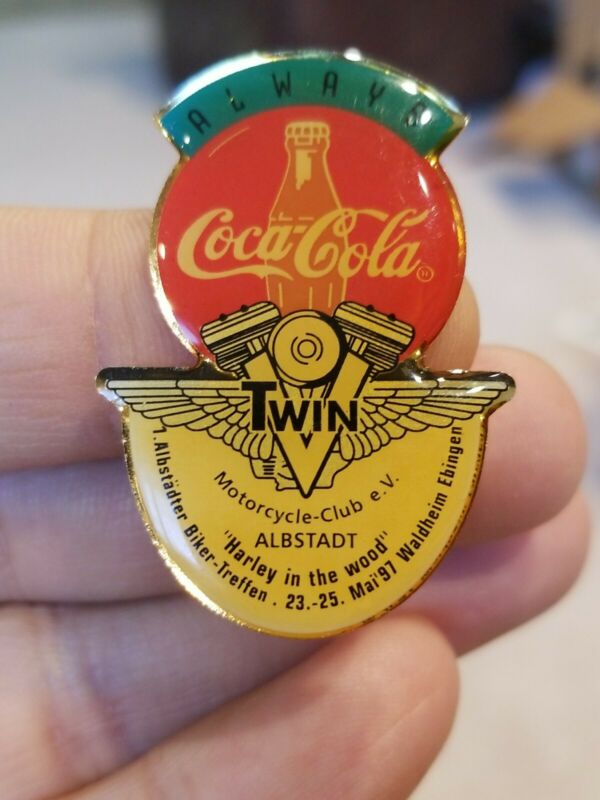 ALWAYS
Coca-Cola
TWIN
Motorcycle-Club e.V.
ALBSTADT
"Harley in the wood"
1. Albstädter Biker-Treffen . 23.-25. Mai'97 Waldheim Ebingen